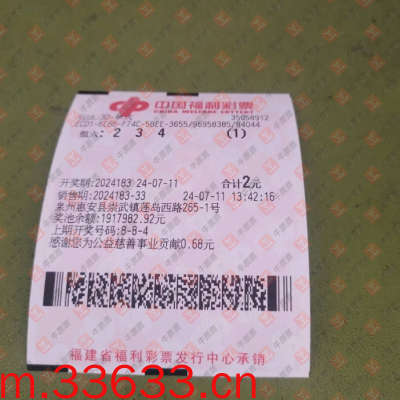 中国福利彩票
CHINA WELFARE LOTTERY
35058912
组六: 2 3 4 (1)
开奖期:2024183 24-07-11 合计2元
销售期:2024183-33 24-07-11 13:42:16
泉州惠安县崇武镇莲岛西路265-1号
奖池余额:1917982.92元
上期开奖号码:8-8-4
感谢您为公益慈善事业贡献0.68元
福建省福利彩票发行中心承销
m.33633.cn